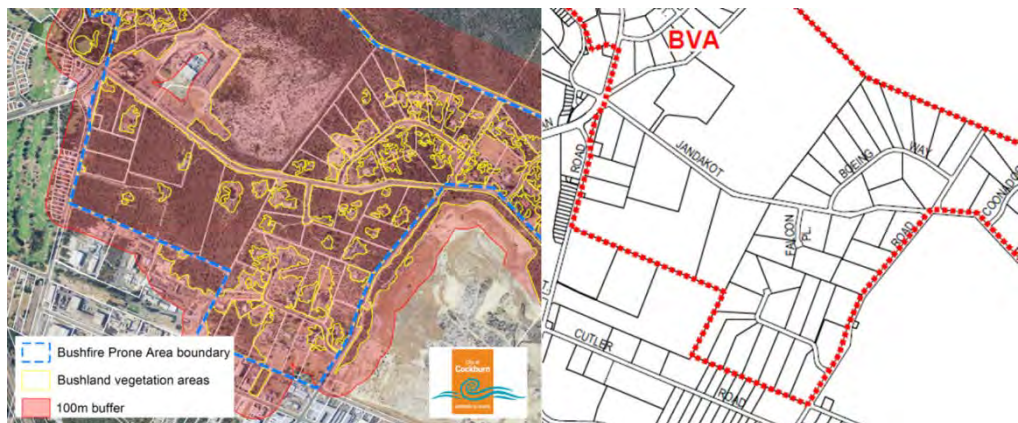 Bushfire Prone Area boundary
Bushland vegetation areas
100m buffer
City of
Cockburn
BVA
ROAD
JANDAKOT
BOEING
WAY
FALCON
PL.
ROAD
CUTLER
ROAD